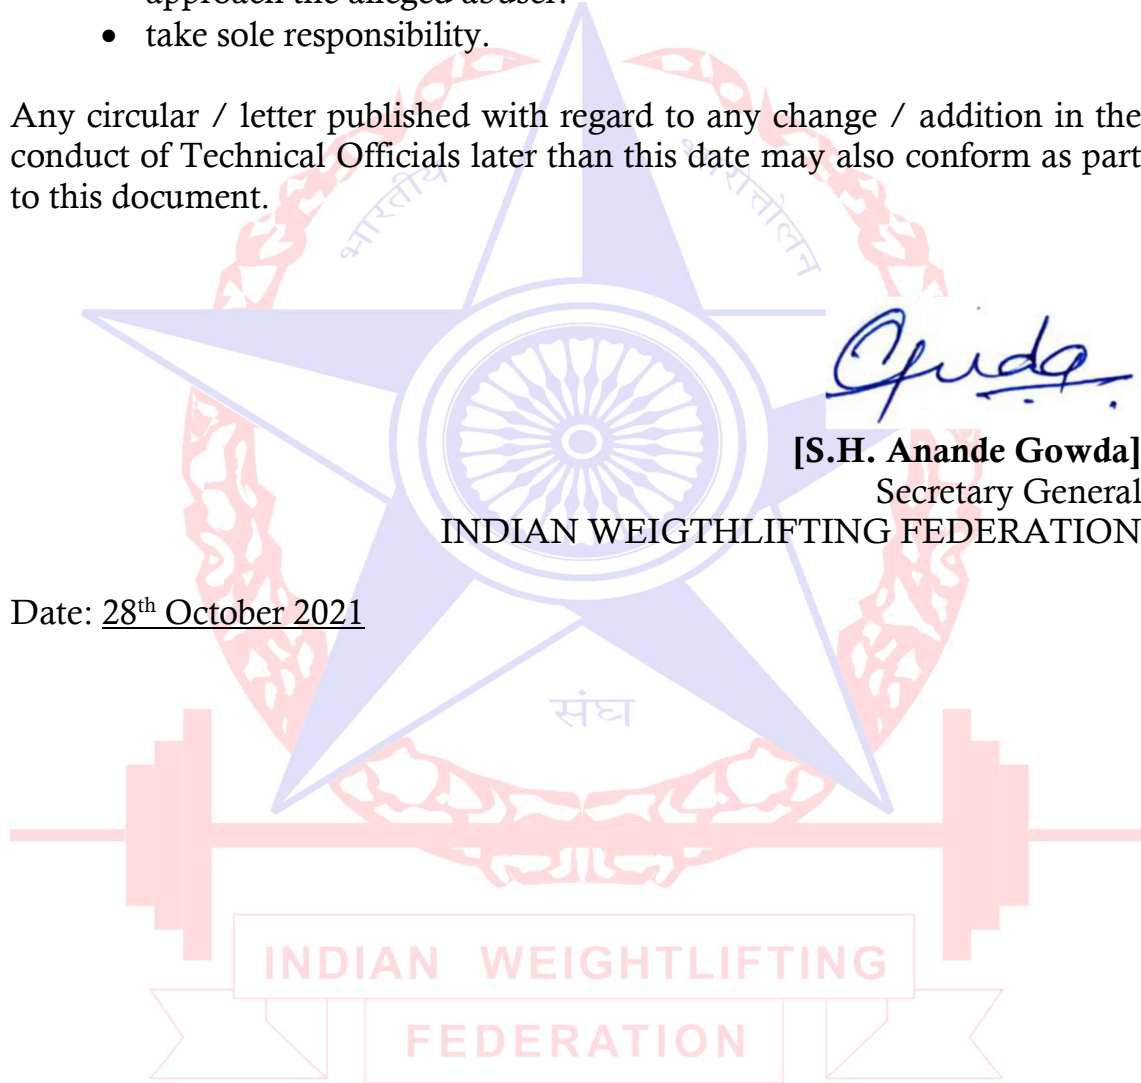 approach the alleged abuser.
• take sole responsibility.
Any circular / letter published with regard to any change / addition in the
conduct of Technical Officials later than this date may also conform as part
to this document.
भारतीय
भारोत्तोलन
[S.H. Anande Gowda]
Secretary General
INDIAN WEIGTHLIFTING FEDERATION
Date: 28th October 2021
संघ
INDIAN WEIGHTLIFTING
FEDERATION